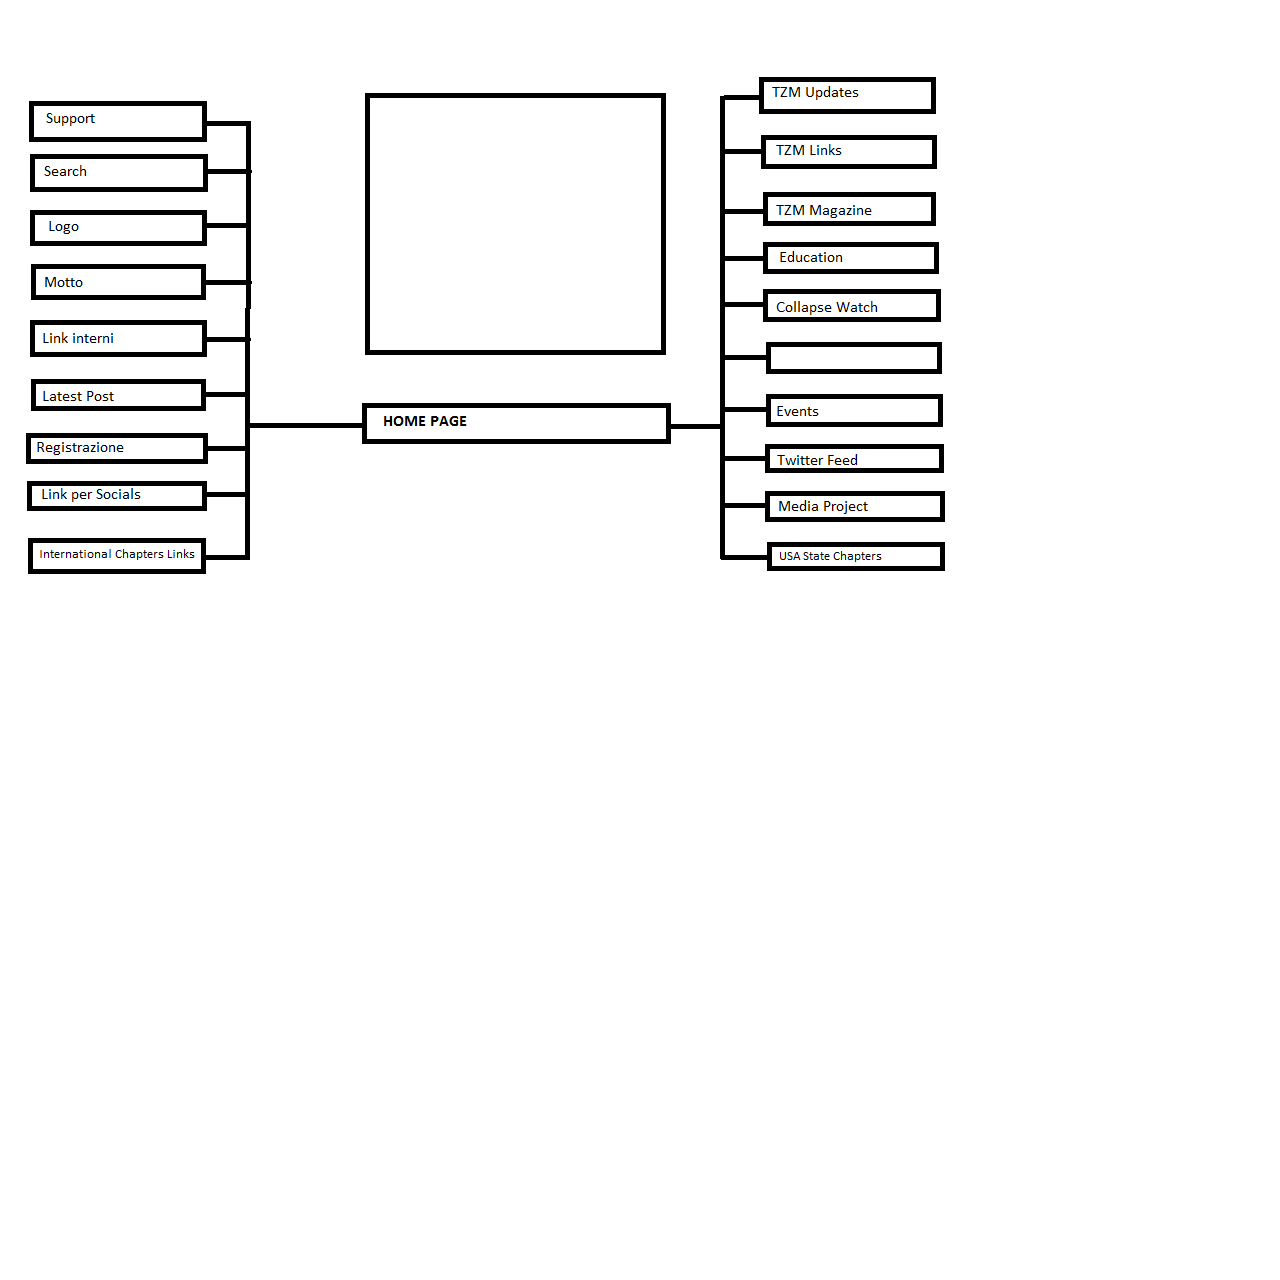 Support
Search
Logo
Motto
Link interni
Latest Post
Registrazione
Link per Socials
International Chapters Links
HOME PAGE
TZM Updates
TZM Links
TZM Magazine
Education
Collapse Watch
Events
Twitter Feed
Media Project
USA State Chapters